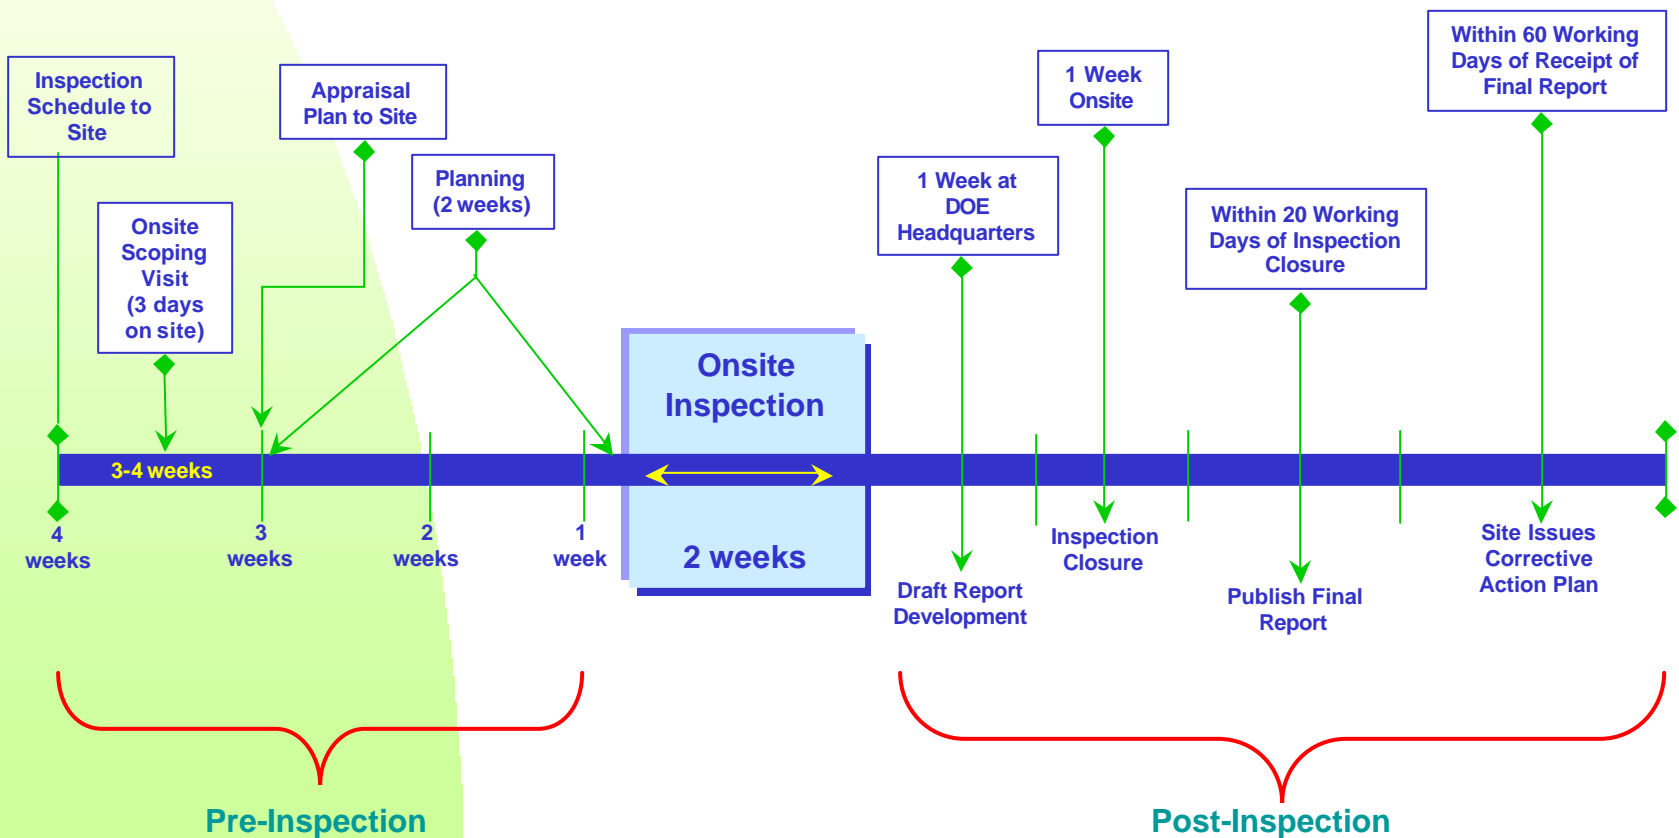 Inspection
Schedule to
Site
Onsite
Scoping
Visit
(3 days
on site)
Appraisal
Plan to Site
Planning
(2 weeks)
1 Week at
DOE
Headquarters
1 Week
Onsite
Within 20 Working
Days of Inspection
Closure
Within 60 Working
Days of Receipt of
Final Report
Onsite
Inspection
2 weeks
3-4 weeks
4
weeks
3
weeks
2
weeks
1
week
Draft Report
Development
Inspection
Closure
Publish Final
Report
Site Issues
Corrective
Action Plan
Pre-Inspection
Post-Inspection